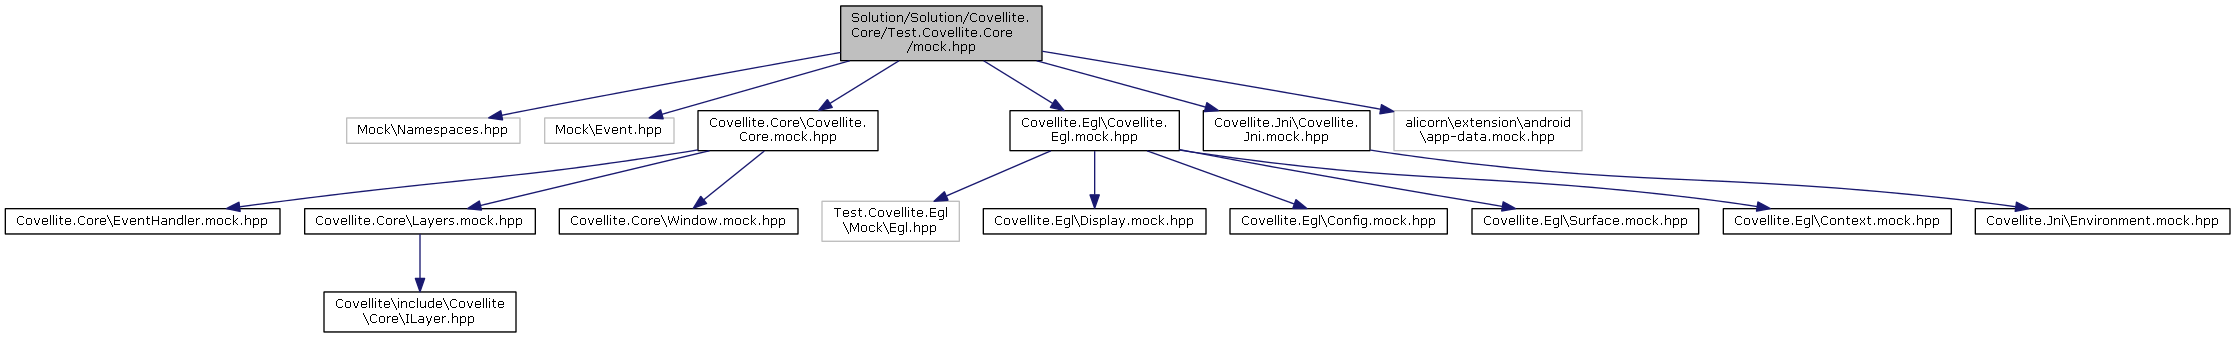 Solution/Solution/Covellite.
Core/Test.Covellite.Core
/mock.hpp
Mock\Namespaces.hpp
Mock\Event.hpp
Covellite.Core\Covellite.
Core.mock.hpp
Covellite.Egl\Covellite.
Egl.mock.hpp
Covellite.Jni\Covellite.
Jni.mock.hpp
alicorn\extension\android
\app-data.mock.hpp
Covellite.Core\EventHandler.mock.hpp
Covellite.Core\Layers.mock.hpp
Covellite.Core\Window.mock.hpp
Test.Covellite.Egl
\Mock\Egl.hpp
Covellite.Egl\Display.mock.hpp
Covellite.Egl\Config.mock.hpp
Covellite.Egl\Surface.mock.hpp
Covellite.Egl\Context.mock.hpp
Covellite.Jni\Environment.mock.hpp
Covellite\include\Covellite
\Core\ILayer.hpp